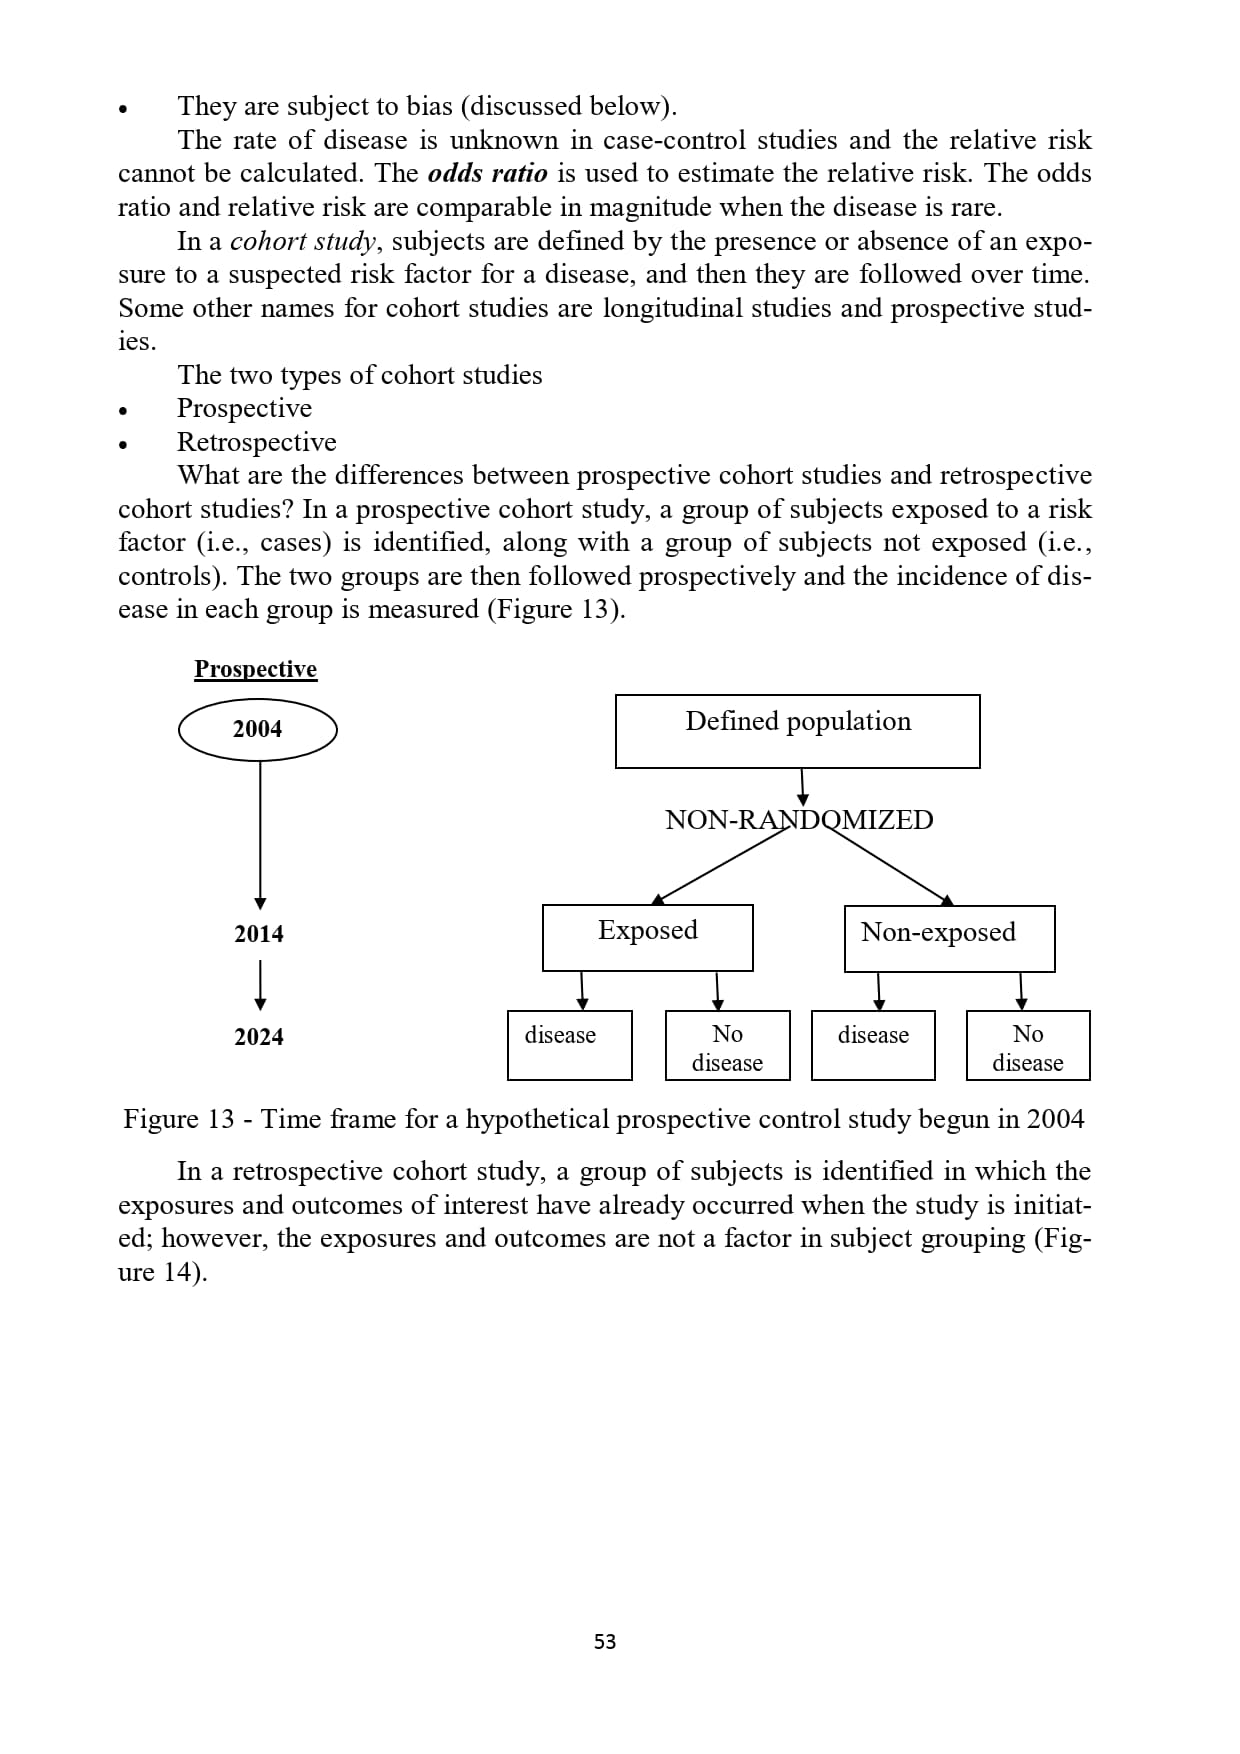 • They are subject to bias (discussed below).
The rate of disease is unknown in case-control studies and the relative risk
cannot be calculated. The odds ratio is used to estimate the relative risk. The odds
ratio and relative risk are comparable in magnitude when the disease is rare.
In a cohort study, subjects are defined by the presence or absence of an expo-
sure to a suspected risk factor for a disease, and then they are followed over time.
Some other names for cohort studies are longitudinal studies and prospective stud-
ies.
The two types of cohort studies
• Prospective
• Retrospective
What are the differences between prospective cohort studies and retrospective
cohort studies? In a prospective cohort study, a group of subjects exposed to a risk
factor (i.e., cases) is identified, along with a group of subjects not exposed (i.e.,
controls). The two groups are then followed prospectively and the incidence of dis-
ease in each group is measured (Figure 13).
Prospective
2004
2014
2024
Defined population
NON-RANDOMIZED
Exposed
Non-exposed
disease
No
disease
disease
No
disease
Figure 13 - Time frame for a hypothetical prospective control study begun in 2004
In a retrospective cohort study, a group of subjects is identified in which the
exposures and outcomes of interest have already occurred when the study is initiat-
ed; however, the exposures and outcomes are not a factor in subject grouping (Fig-
ure 14).
53